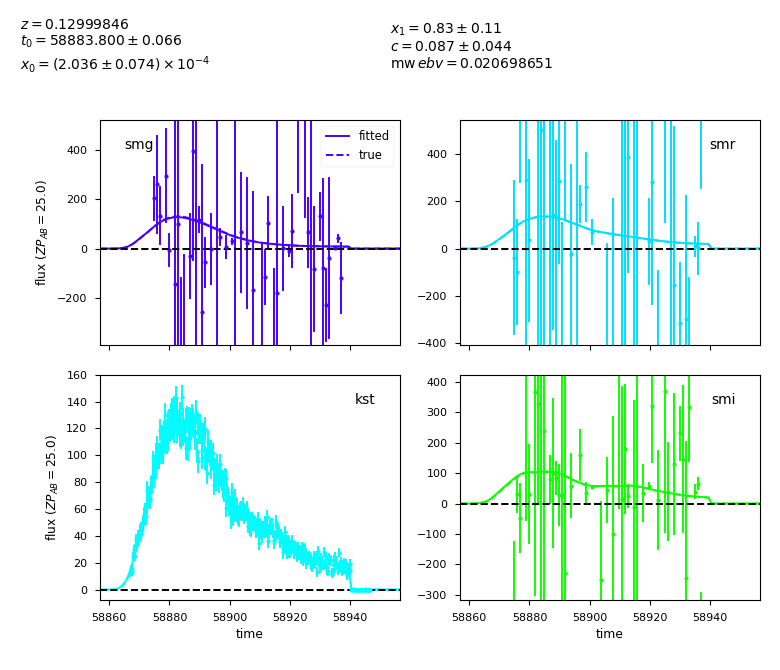 z = 0.12999846
t₀ = 58883.800 ± 0.066
x₀ = (2.036 ± 0.074) × 10⁻⁴
x₁ = 0.83 ± 0.11
c = 0.087 ± 0.044
mw ebv = 0.020698651
smg
fitted
true
400
200
0
−200
flux (ZP_AB = 25.0)
smr
400
200
0
−200
−400
kst
160
140
120
100
80
60
40
20
0
flux (ZP_AB = 25.0)
58860 58880 58900 58920 58940
time
smi
400
300
200
100
0
−100
−200
−300
58860 58880 58900 58920 58940
time